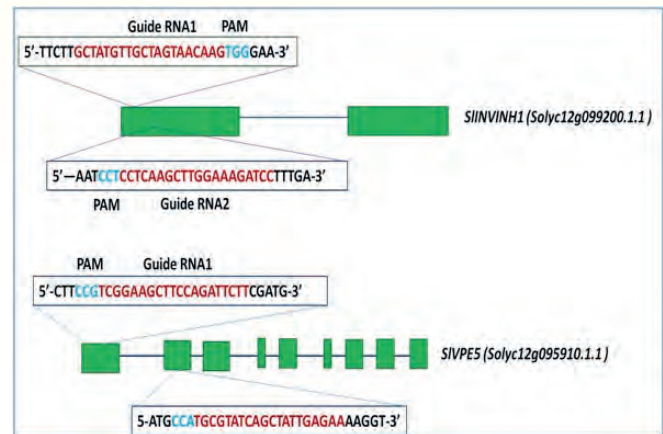 Guide RNA1 PAM
5'-TTCTTGCTATGTTGCTAGTAACAAGTGGGAA-3'
SlINVINH1 (Solyc12g099200.1.1)
5'—AATCCTCCTCAAGCTTGGAAAGATCCTTTGA-3'
PAM Guide RNA2
PAM Guide RNA1
5'-CTTCCGTCGGAAGCTTCCAGATTCTTCGATG-3'
SlVPE5 (Solyc12g095910.1.1)
5-ATGCCATGCGTATCAGCTATTGAGAAAAGGT-3'